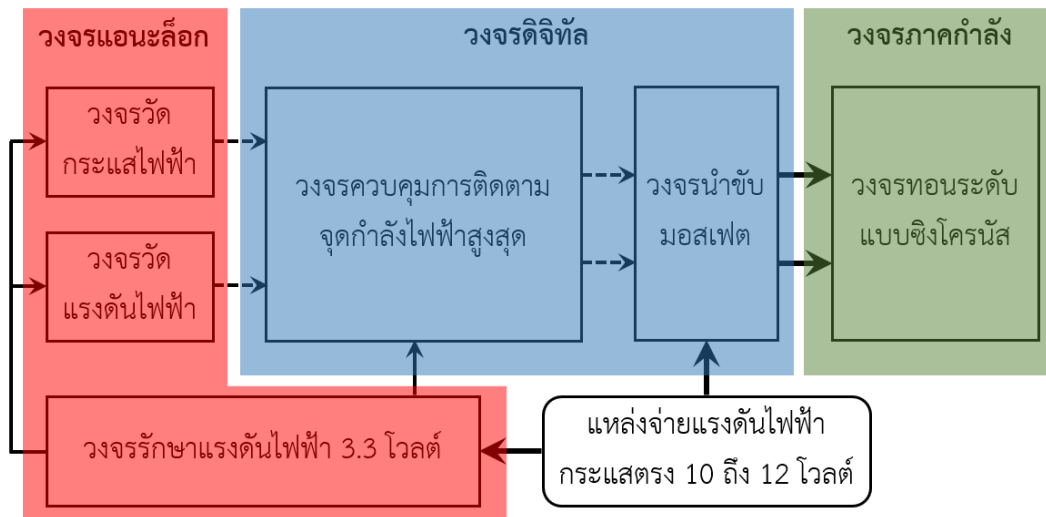 วงจรแอนะล็อก
วงจรดิจิทัล
วงจรภาคกำลัง
วงจรวัด
กระแสไฟฟ้า
วงจรควบคุมการติดตาม
จุดกำลังไฟฟ้าสูงสุด
วงจรนำขับ
มอสเฟต
วงจรทอนระดับ
แบบซิงโครนัส
วงจรวัด
แรงดันไฟฟ้า
วงจรรักษาแรงดันไฟฟ้า 3.3 โวลต์
แหล่งจ่ายแรงดันไฟฟ้า
กระแสตรง 10 ถึง 12 โวลต์